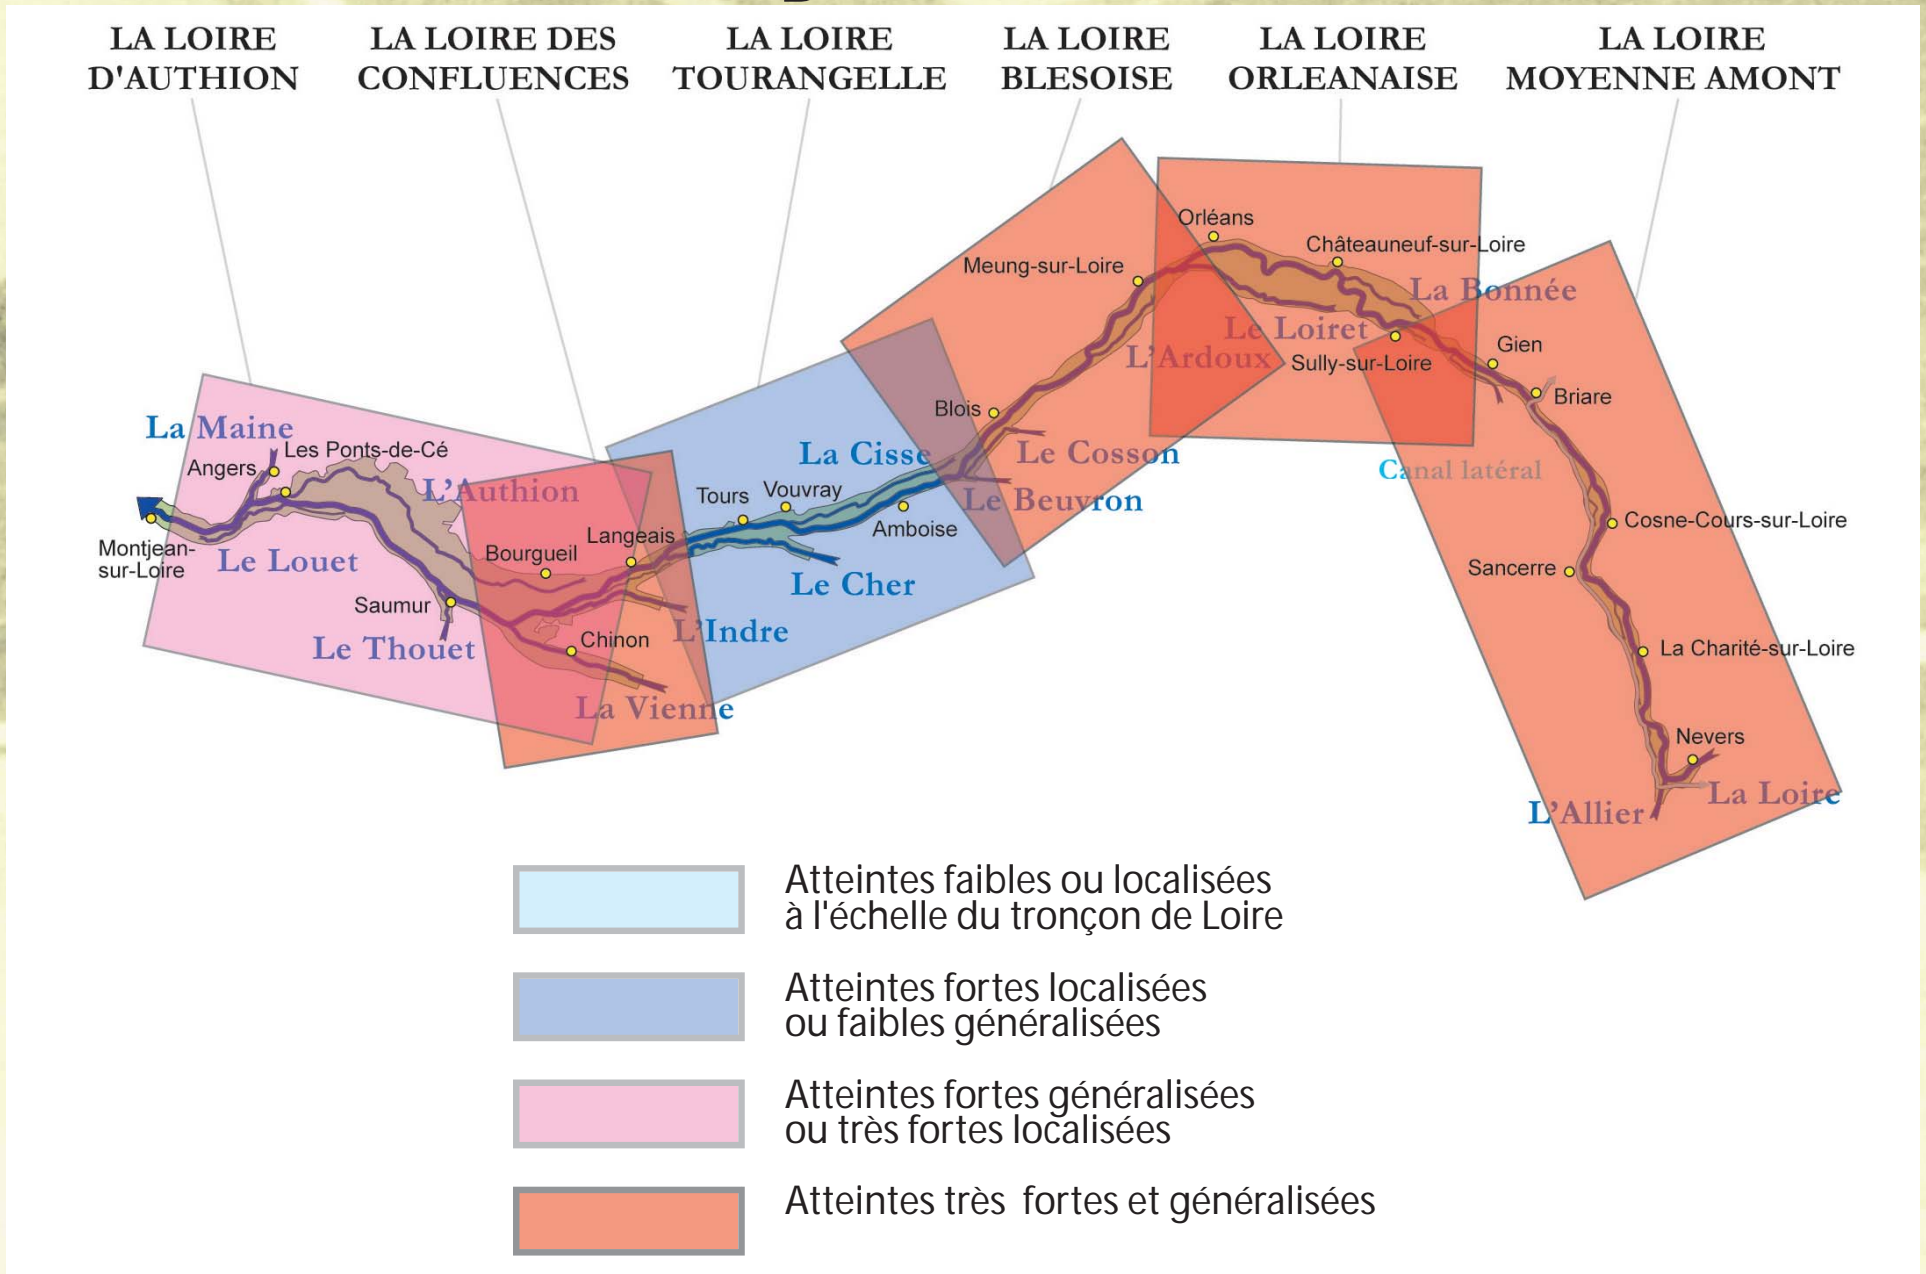 LA LOIRE
D'AUTHION
LA LOIRE DES
CONFLUENCES
LA LOIRE
TOURANGELLE
LA LOIRE
BLESOISE
LA LOIRE
ORLEANAISE
LA LOIRE
MOYENNE AMONT
Orléans
Châteauneuf-sur-Loire
Meung-sur-Loire
La Bonnée
Le Loiret
L'Ardoux
Sully-sur-Loire
Gien
Briare
Blois
La Maine
Les Ponts-de-Cé
Angers
La Cisse
Le Cosson
Canal latéral
L'Authion
Tours
Vouvray
Le Beuvron
Amboise
Cosne-Cours-sur-Loire
Langeais
Bourgueil
Montjean-
sur-Loire
Le Louet
Sancerre
Le Cher
Saumur
L'Indre
Le Thouet
Chinon
La Charité-sur-Loire
La Vienne
Nevers
La Loire
L'Allier
Atteintes faibles ou localisées
à l'échelle du tronçon de Loire
Atteintes fortes localisées
ou faibles généralisées
Atteintes fortes généralisées
ou très fortes localisées
Atteintes très  fortes et généralisées